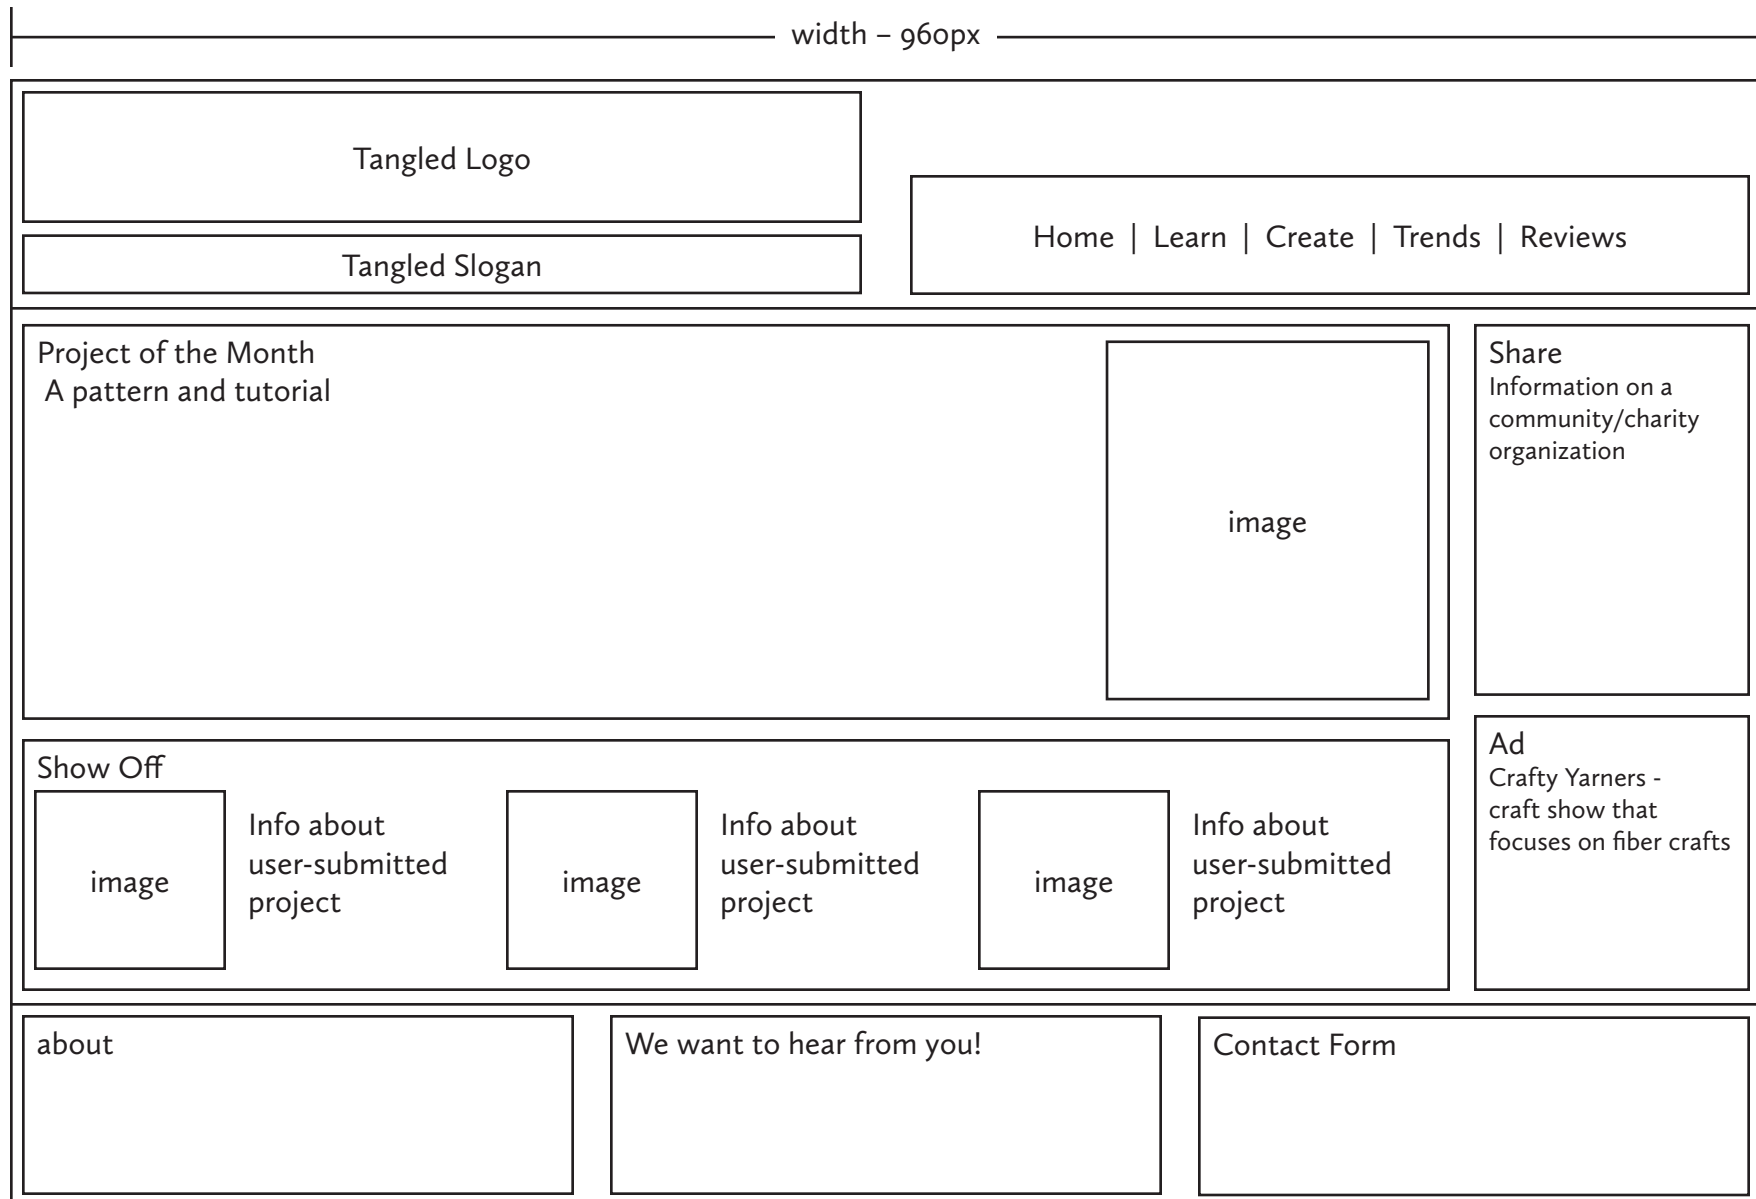 width – 960px
Tangled Logo
Tangled Slogan
Home | Learn | Create | Trends | Reviews
Project of the Month
A pattern and tutorial
image
Share
Information on a
community/charity
organization
Show Off
image
Info about
user-submitted
project
image
Info about
user-submitted
project
image
Info about
user-submitted
project
Ad
Crafty Yarners -
craft show that
focuses on fiber crafts
about
We want to hear from you!
Contact Form